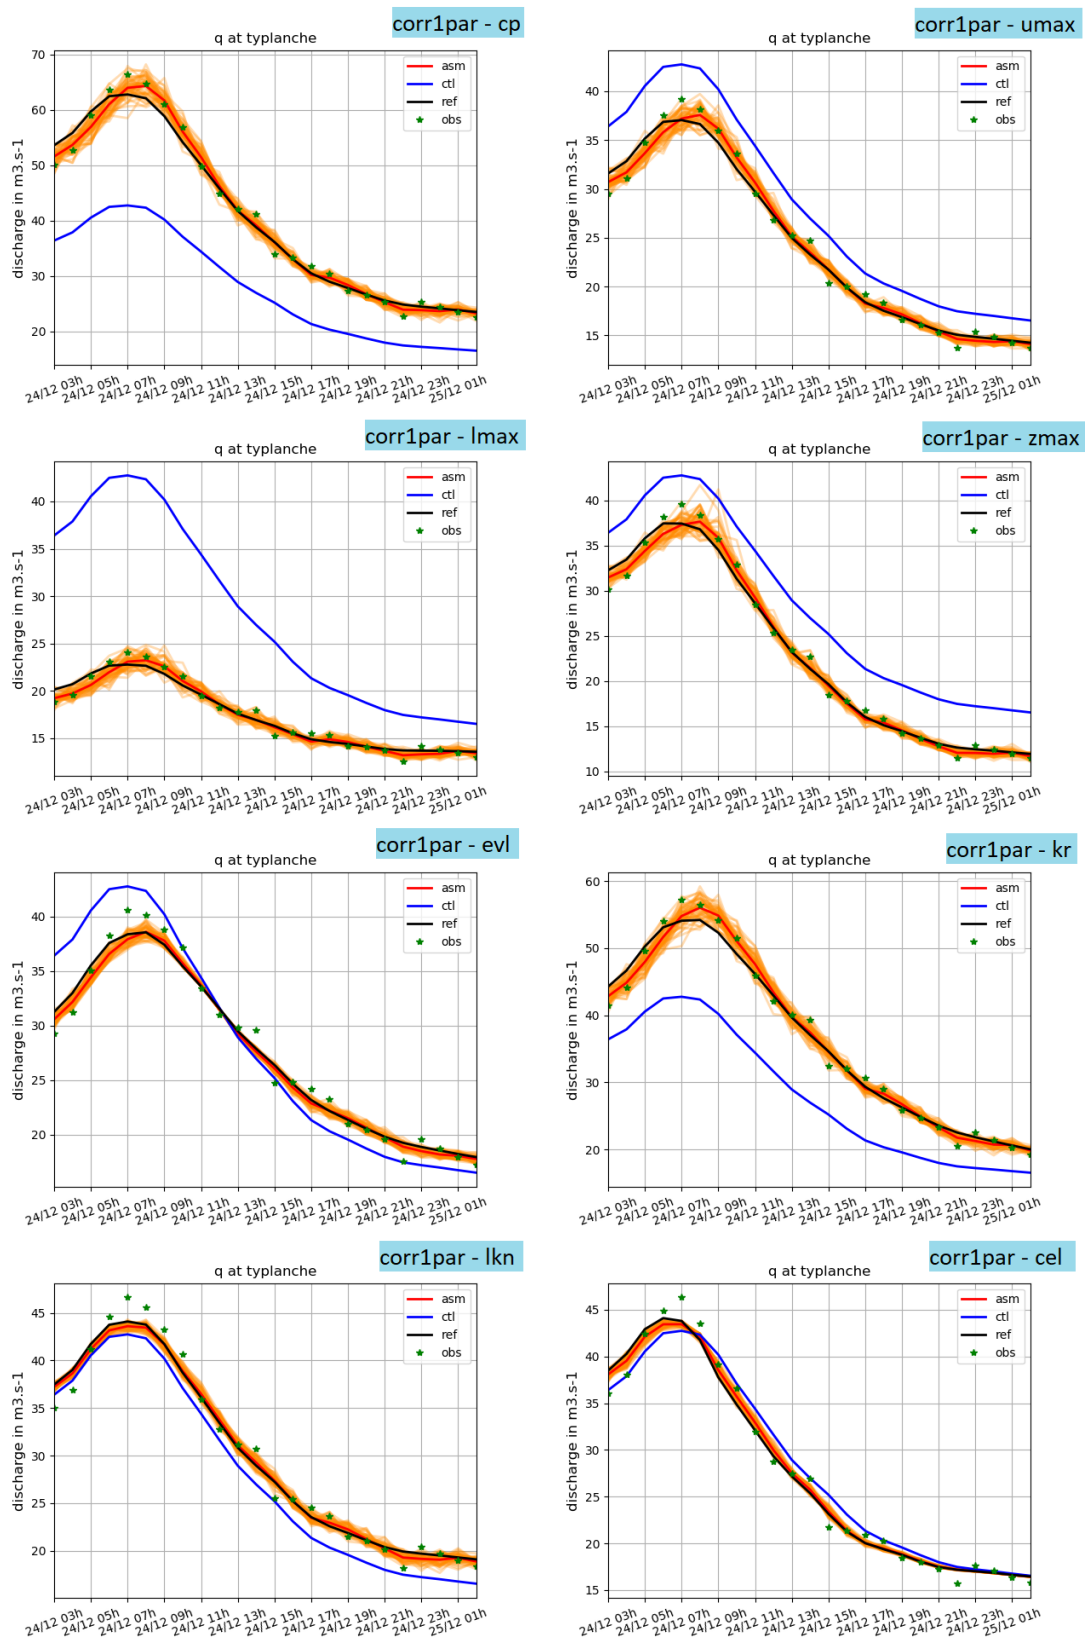 corr1par - cp
q at typlanche
70
60
50
40
30
20
discharge in m3.s-1
asm
ctl
ref
obs
24/12 03h
24/12 05h
24/12 07h
24/12 09h
24/12 11h
24/12 13h
24/12 15h
24/12 17h
24/12 19h
24/12 21h
24/12 23h
25/12 01h
corr1par - umax
q at typlanche
40
35
30
25
20
15
discharge in m3.s-1
asm
ctl
ref
obs
24/12 03h
24/12 05h
24/12 07h
24/12 09h
24/12 11h
24/12 13h
24/12 15h
24/12 17h
24/12 19h
24/12 21h
24/12 23h
25/12 01h
corr1par - lmax
q at typlanche
40
35
30
25
20
15
discharge in m3.s-1
asm
ctl
ref
obs
24/12 03h
24/12 05h
24/12 07h
24/12 09h
24/12 11h
24/12 13h
24/12 15h
24/12 17h
24/12 19h
24/12 21h
24/12 23h
25/12 01h
corr1par - zmax
q at typlanche
40
35
30
25
20
15
10
discharge in m3.s-1
asm
ctl
ref
obs
24/12 03h
24/12 05h
24/12 07h
24/12 09h
24/12 11h
24/12 13h
24/12 15h
24/12 17h
24/12 19h
24/12 21h
24/12 23h
25/12 01h
corr1par - evl
q at typlanche
40
35
30
25
20
discharge in m3.s-1
asm
ctl
ref
obs
24/12 03h
24/12 05h
24/12 07h
24/12 09h
24/12 11h
24/12 13h
24/12 15h
24/12 17h
24/12 19h
24/12 21h
24/12 23h
25/12 01h
corr1par - kr
q at typlanche
60
50
40
30
20
discharge in m3.s-1
asm
ctl
ref
obs
24/12 03h
24/12 05h
24/12 07h
24/12 09h
24/12 11h
24/12 13h
24/12 15h
24/12 17h
24/12 19h
24/12 21h
24/12 23h
25/12 01h
corr1par - lkn
q at typlanche
45
40
35
30
25
20
discharge in m3.s-1
asm
ctl
ref
obs
24/12 03h
24/12 05h
24/12 07h
24/12 09h
24/12 11h
24/12 13h
24/12 15h
24/12 17h
24/12 19h
24/12 21h
24/12 23h
25/12 01h
corr1par - cel
q at typlanche
45
40
35
30
25
20
15
discharge in m3.s-1
asm
ctl
ref
obs
24/12 03h
24/12 05h
24/12 07h
24/12 09h
24/12 11h
24/12 13h
24/12 15h
24/12 17h
24/12 19h
24/12 21h
24/12 23h
25/12 01h